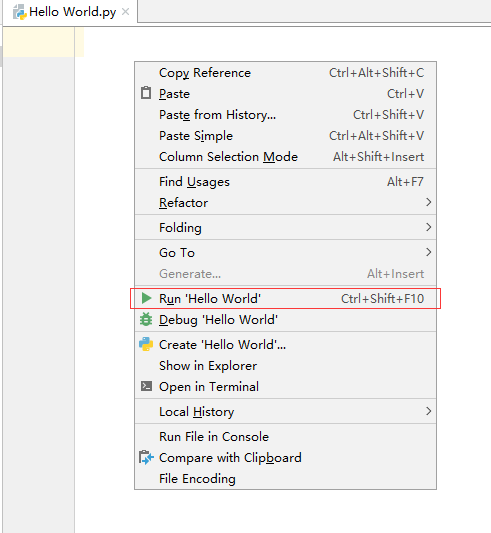 Hello World.py
Copy Reference Ctrl+Alt+Shift+C
Paste Ctrl+V
Paste from History... Ctrl+Shift+V
Paste Simple Ctrl+Alt+Shift+V
Column Selection Mode Alt+Shift+Insert
Find Usages Alt+F7
Refactor
Folding
Go To
Generate... Alt+Insert
Run 'Hello World' Ctrl+Shift+F10
Debug 'Hello World'
Create 'Hello World'...
Show in Explorer
Open in Terminal
Local History
Run File in Console
Compare with Clipboard
File Encoding